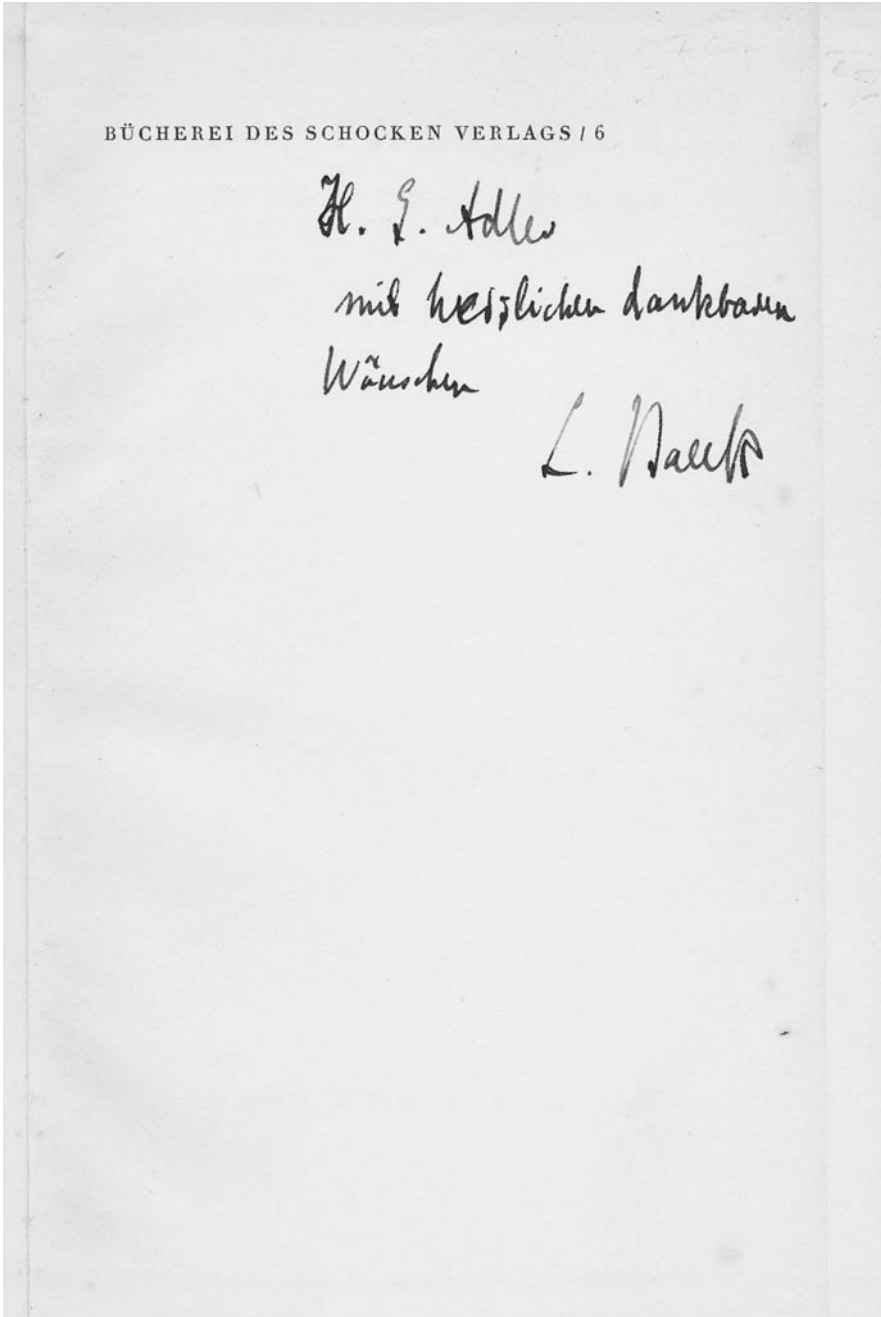 BÜCHEREI DES SCHOCKEN VERLAGS / 6
H. G. Adler
mit herzlichen dankbaren
Wünschen
L. Baeck